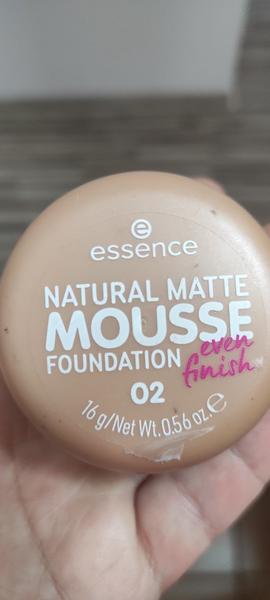 e
essence
NATURAL MATTE
MOUSSE
FOUNDATION
even
finish
02
16 g/Net Wt. 0.56 oz. ℮